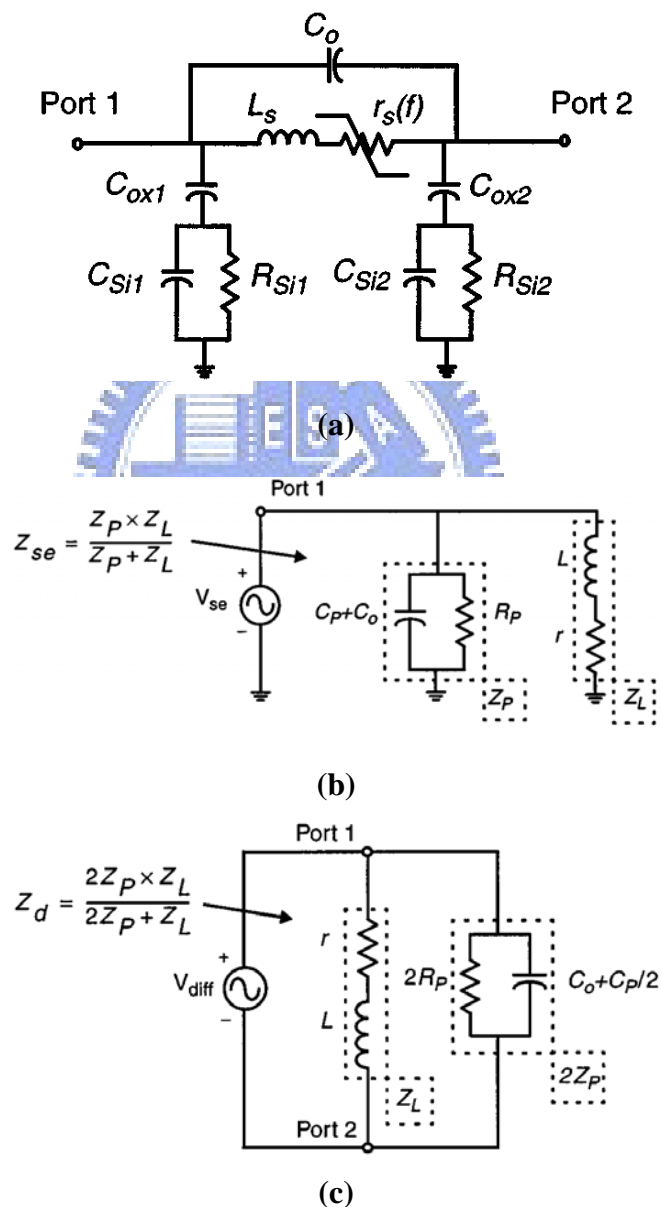 C_o
Port 1
L_s
r_s(f)
Port 2
C_ox1
C_ox2
C_Si1
R_Si1
C_Si2
R_Si2
E S A
(a)
Port 1
Z_se = Z_P × Z_L / Z_P + Z_L
+
V_se
−
C_P+C_o
R_P
L
r
Z_P
Z_L
(b)
Port 1
Z_d = 2Z_P × Z_L / 2Z_P + Z_L
+
V_diff
−
r
L
2R_P
C_o+C_P/2
Z_L
2Z_P
Port 2
(c)